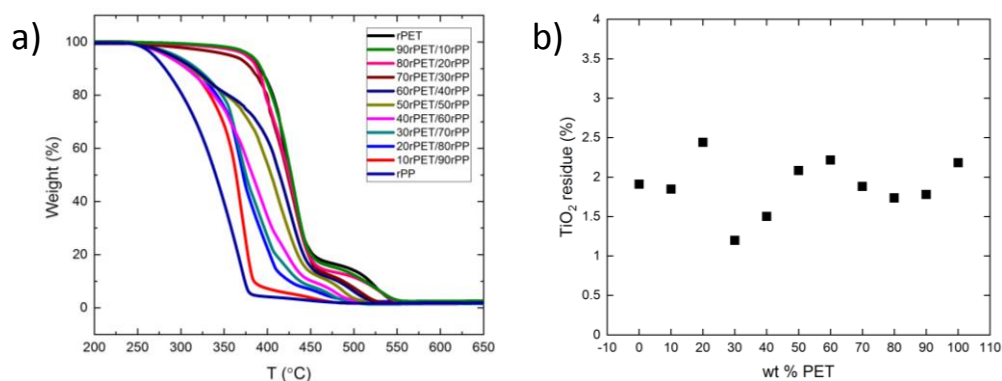 a)
Weight (%)
100
80
60
40
20
0
200 250 300 350 400 450 500 550 600 650
T (°C)
rPET
90rPET/10rPP
80rPET/20rPP
70rPET/30rPP
60rPET/40rPP
50rPET/50rPP
40rPET/60rPP
30rPET/70rPP
20rPET/80rPP
10rPET/90rPP
rPP
b)
TiO₂ residue (%)
4
3.5
3
2.5
2
1.5
1
0.5
0
-10 0 10 20 30 40 50 60 70 80 90 100 110
wt % PET